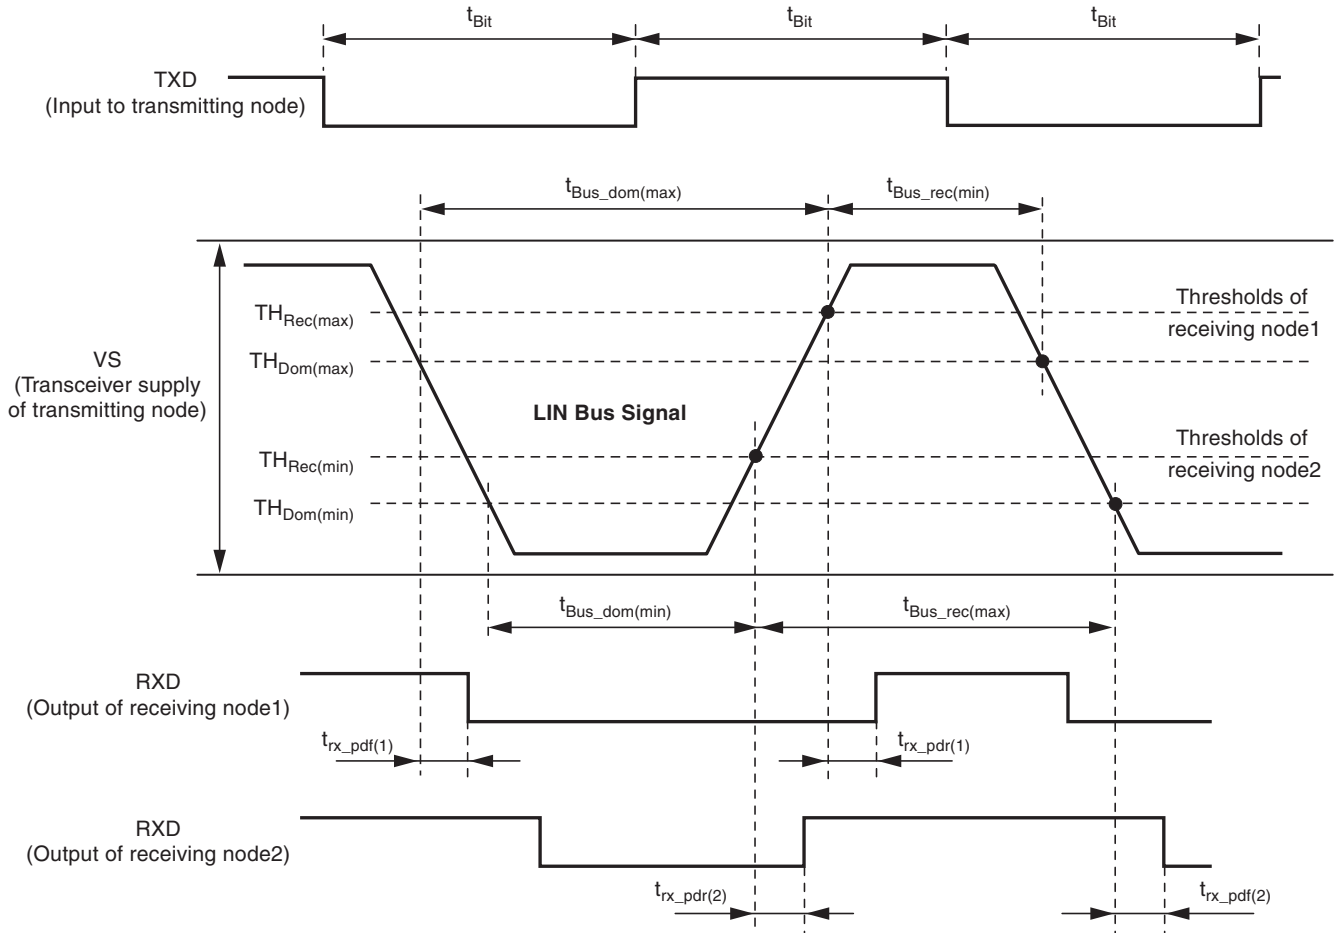 tBit
tBit
tBit
TXD
(Input to transmitting node)
tBus_dom(max)
tBus_rec(min)
THRec(max)
Thresholds of
receiving node1
VS
(Transceiver supply
of transmitting node)
THDom(max)
LIN Bus Signal
THRec(min)
Thresholds of
receiving node2
THDom(min)
tBus_dom(min)
tBus_rec(max)
RXD
(Output of receiving node1)
trx_pdf(1)
trx_pdr(1)
RXD
(Output of receiving node2)
trx_pdr(2)
trx_pdf(2)